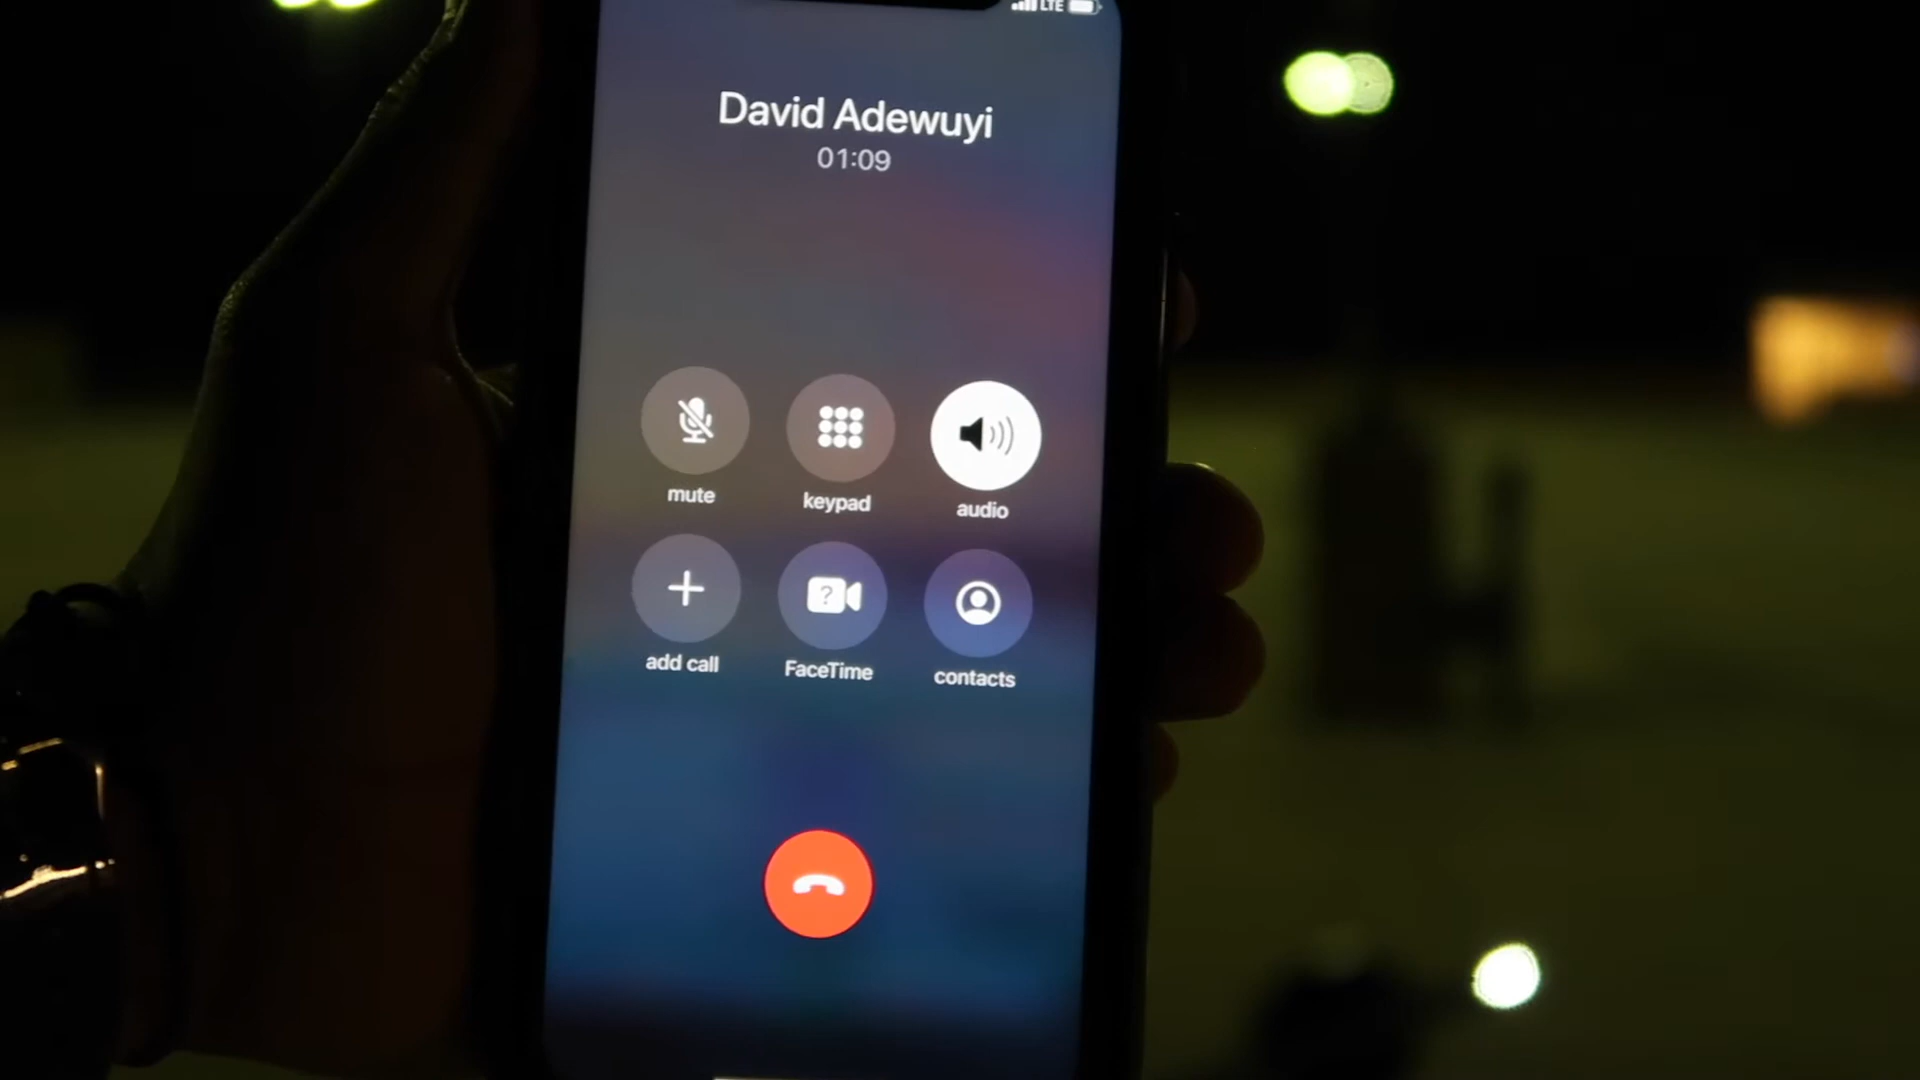 LTE
David Adewuyi
01:09
mute keypad audio
?
add call FaceTime contacts